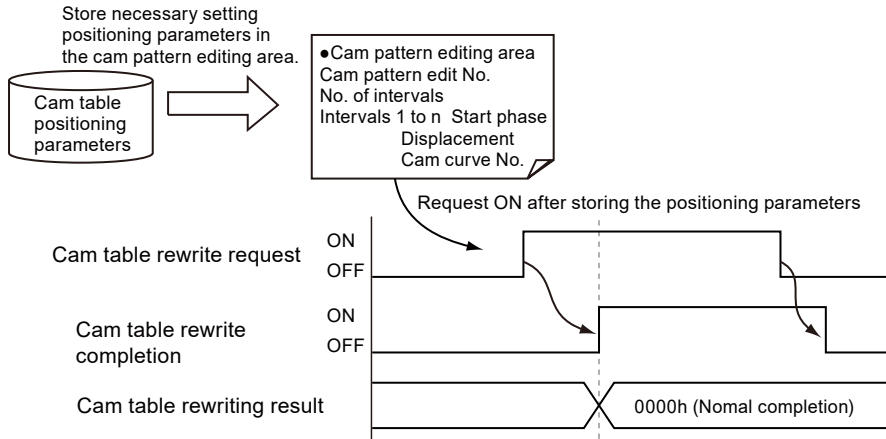 Store necessary setting
positioning parameters in
the cam pattern editing area.
Cam table
positioning
parameters
●Cam pattern editing area
Cam pattern edit No.
No. of intervals
Intervals 1 to n Start phase
Displacement
Cam curve No.
Request ON after storing the positioning parameters
Cam table rewrite request
ON
OFF
Cam table rewrite
completion
ON
OFF
Cam table rewriting result
0000h (Nomal completion)